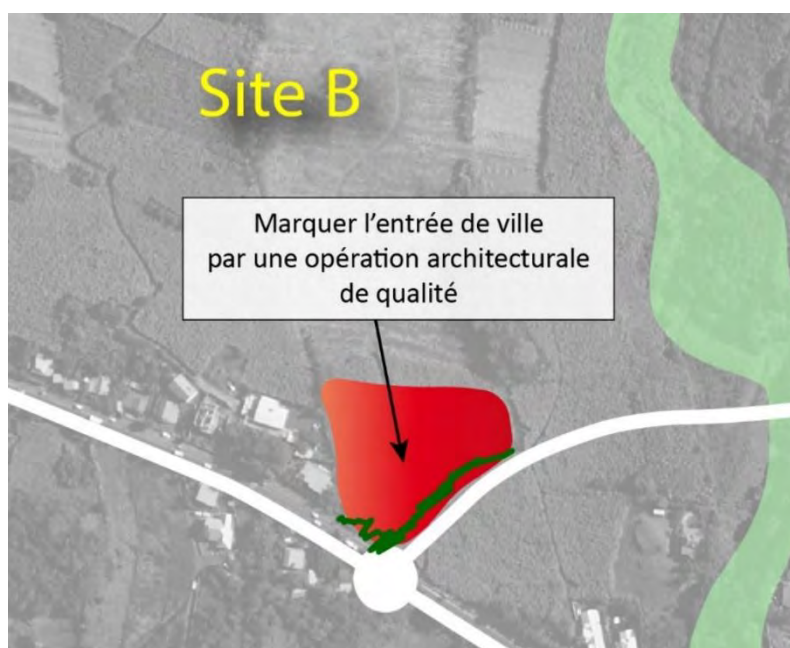 Site B
Marquer l'entrée de ville
par une opération architecturale
de qualité